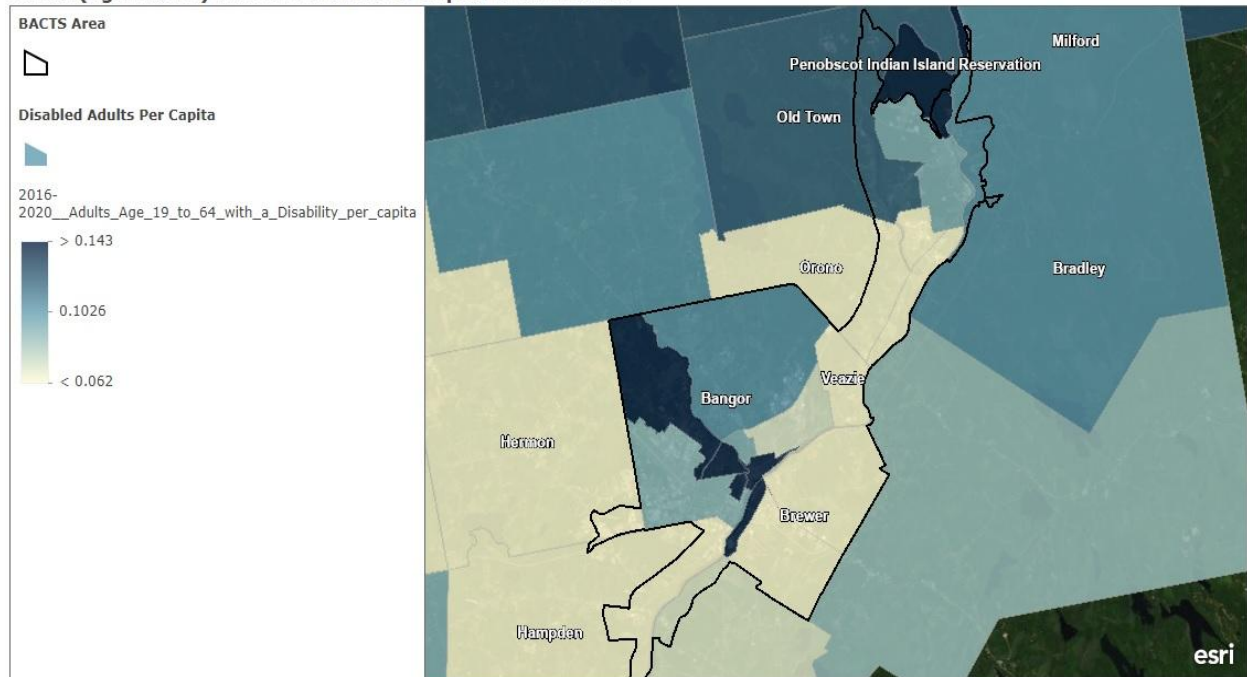 BACTS Area
Disabled Adults Per Capita
2016-
2020__Adults_Age_19_to_64_with_a_Disability_per_capita
> 0.143
0.1026
< 0.062
Milford
Penobscot Indian Island Reservation
Old Town
Orono
Bradley
Veazie
Bangor
Hermon
Brewer
Hampden
esri